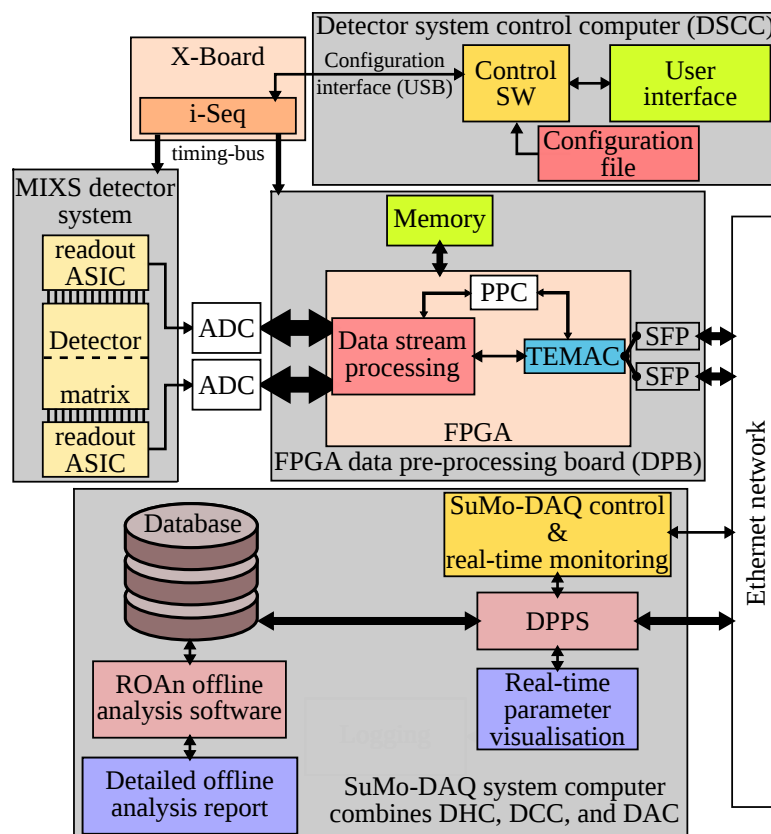 Detector system control computer (DSCC)
X-Board
i-Seq
Configuration
interface (USB)
Control
SW
User
interface
Configuration
file
timing-bus
MIXS detector
system
readout
ASIC
Detector
matrix
readout
ASIC
ADC
ADC
Memory
PPC
Data stream
processing
TEMAC
SFP
SFP
FPGA
FPGA data pre-processing board (DPB)
Ethernet network
Database
SuMo-DAQ control
&
real-time monitoring
DPPS
ROAn offline
analysis software
Real-time
parameter
visualisation
Logging
Detailed offline
analysis report
SuMo-DAQ system computer
combines DHC, DCC, and DAC